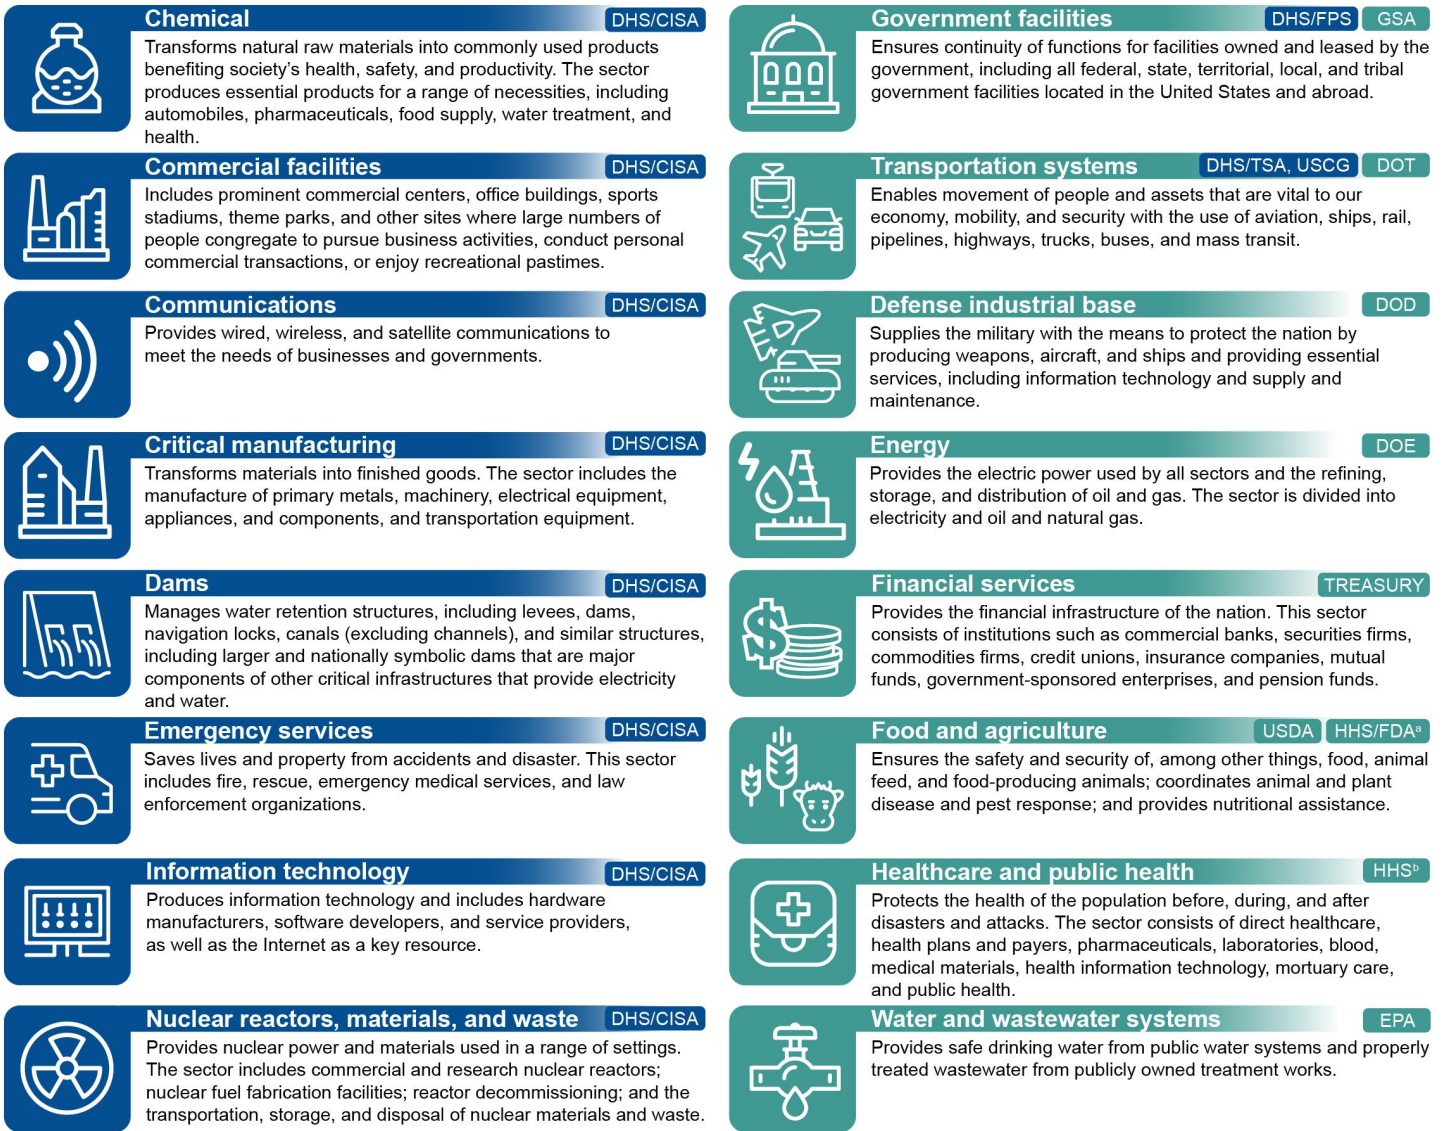 Chemical DHS/CISA
Transforms natural raw materials into commonly used products
benefiting society's health, safety, and productivity. The sector
produces essential products for a range of necessities, including
automobiles, pharmaceuticals, food supply, water treatment, and
health.
Commercial facilities DHS/CISA
Includes prominent commercial centers, office buildings, sports
stadiums, theme parks, and other sites where large numbers of
people congregate to pursue business activities, conduct personal
commercial transactions, or enjoy recreational pastimes.
Communications DHS/CISA
Provides wired, wireless, and satellite communications to
meet the needs of businesses and governments.
Critical manufacturing DHS/CISA
Transforms materials into finished goods. The sector includes the
manufacture of primary metals, machinery, electrical equipment,
appliances, and components, and transportation equipment.
Dams DHS/CISA
Manages water retention structures, including levees, dams,
navigation locks, canals (excluding channels), and similar structures,
including larger and nationally symbolic dams that are major
components of other critical infrastructures that provide electricity
and water.
Emergency services DHS/CISA
Saves lives and property from accidents and disaster. This sector
includes fire, rescue, emergency medical services, and law
enforcement organizations.
Information technology DHS/CISA
Produces information technology and includes hardware
manufacturers, software developers, and service providers,
as well as the Internet as a key resource.
Nuclear reactors, materials, and waste DHS/CISA
Provides nuclear power and materials used in a range of settings.
The sector includes commercial and research nuclear reactors;
nuclear fuel fabrication facilities; reactor decommissioning; and the
transportation, storage, and disposal of nuclear materials and waste.
Government facilities DHS/FPS GSA
Ensures continuity of functions for facilities owned and leased by the
government, including all federal, state, territorial, local, and tribal
government facilities located in the United States and abroad.
Transportation systems DHS/TSA, USCG DOT
Enables movement of people and assets that are vital to our
economy, mobility, and security with the use of aviation, ships, rail,
pipelines, highways, trucks, buses, and mass transit.
Defense industrial base DOD
Supplies the military with the means to protect the nation by
producing weapons, aircraft, and ships and providing essential
services, including information technology and supply and
maintenance.
Energy DOE
Provides the electric power used by all sectors and the refining,
storage, and distribution of oil and gas. The sector is divided into
electricity and oil and natural gas.
Financial services TREASURY
Provides the financial infrastructure of the nation. This sector
consists of institutions such as commercial banks, securities firms,
commodities firms, credit unions, insurance companies, mutual
funds, government-sponsored enterprises, and pension funds.
Food and agriculture USDA HHS/FDAᵃ
Ensures the safety and security of, among other things, food, animal
feed, and food-producing animals; coordinates animal and plant
disease and pest response; and provides nutritional assistance.
Healthcare and public health HHSᵇ
Protects the health of the population before, during, and after
disasters and attacks. The sector consists of direct healthcare,
health plans and payers, pharmaceuticals, laboratories, blood,
medical materials, health information technology, mortuary care,
and public health.
Water and wastewater systems EPA
Provides safe drinking water from public water systems and properly
treated wastewater from publicly owned treatment works.